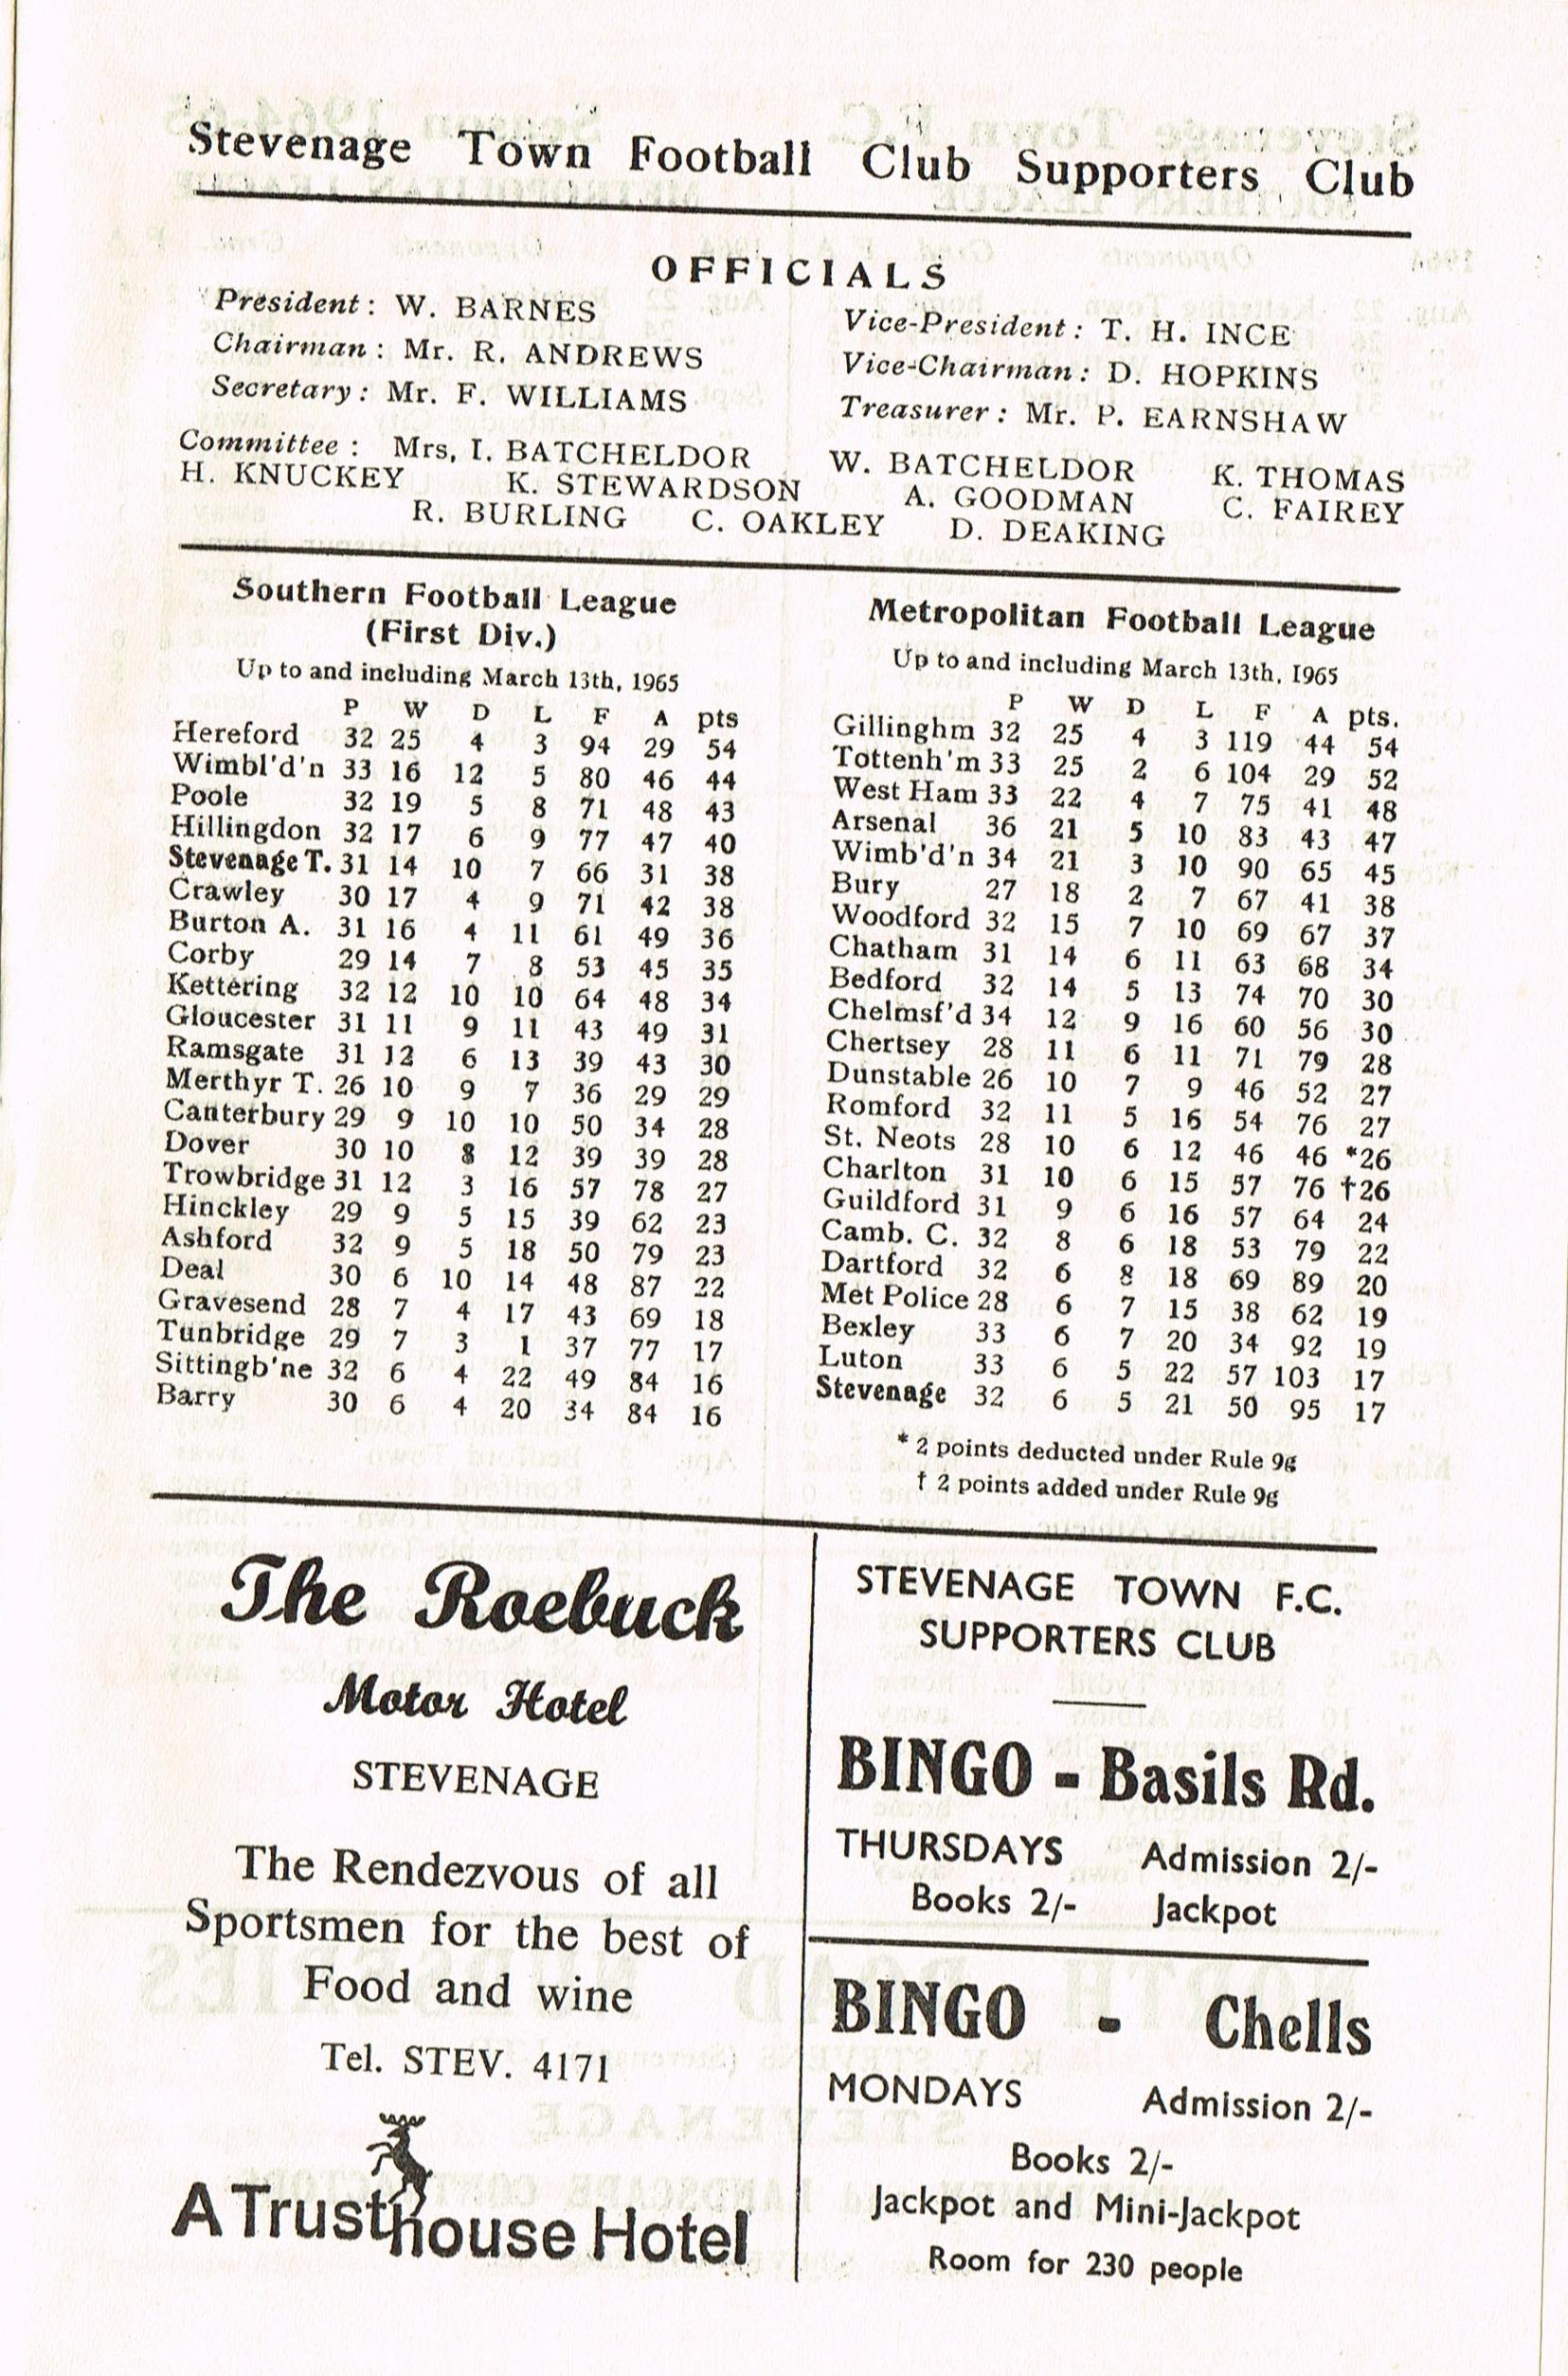 Stevenage Town Football Club Supporters Club
OFFICIALS
President : W. BARNES
Vice-President : T. H. INCE
Chairman : Mr. R. ANDREWS
Vice-Chairman : D. HOPKINS
Secretary : Mr. F. WILLIAMS
Treasurer : Mr. P. EARNSHAW
Committee : Mrs, I. BATCHELDOR W. BATCHELDOR K. THOMAS
H. KNUCKEY K. STEWARDSON A. GOODMAN C. FAIREY
R. BURLING C. OAKLEY D. DEAKING
Southern Football League
(First Div.)
Up to and including March 13th, 1965
P W D L F A pts
Hereford 32 25 4 3 94 29 54
Wimbl'd'n 33 16 12 5 80 46 44
Poole 32 19 5 8 71 48 43
Hillingdon 32 17 6 9 77 47 40
Stevenage T. 31 14 10 7 66 31 38
Crawley 30 17 4 9 71 42 38
Burton A. 31 16 4 11 61 49 36
Corby 29 14 7 8 53 45 35
Kettering 32 12 10 10 64 48 34
Gloucester 31 11 9 11 43 49 31
Ramsgate 31 12 6 13 39 43 30
Merthyr T. 26 10 9 7 36 29 29
Canterbury 29 9 10 10 50 34 28
Dover 30 10 8 12 39 39 28
Trowbridge 31 12 3 16 57 78 27
Hinckley 29 9 5 15 39 62 23
Ashford 32 9 5 18 50 79 23
Deal 30 6 10 14 48 87 22
Gravesend 28 7 4 17 43 69 18
Tunbridge 29 7 3 1 37 77 17
Sittingb'ne 32 6 4 22 49 84 16
Barry 30 6 4 20 34 84 16
Metropolitan Football League
Up to and including March 13th, 1965
P W D L F A pts.
Gillinghm 32 25 4 3 119 44 54
Tottenh'm 33 25 2 6 104 29 52
West Ham 33 22 4 7 75 41 48
Arsenal 36 21 5 10 83 43 47
Wimb'd'n 34 21 3 10 90 65 45
Bury 27 18 2 7 67 41 38
Woodford 32 15 7 10 69 67 37
Chatham 31 14 6 11 63 68 34
Bedford 32 14 5 13 74 70 30
Chelmsf'd 34 12 9 16 60 56 30
Chertsey 28 11 6 11 71 79 28
Dunstable 26 10 7 9 46 52 27
Romford 32 11 5 16 54 76 27
St. Neots 28 10 6 12 46 46 *26
Charlton 31 10 6 15 57 76 †26
Guildford 31 9 6 16 57 64 24
Camb. C. 32 8 6 18 53 79 22
Dartford 32 6 8 18 69 89 20
Met Police 28 6 7 15 38 62 19
Bexley 33 6 7 20 34 92 19
Luton 33 6 5 22 57 103 17
Stevenage 32 6 5 21 50 95 17
* 2 points deducted under Rule 9g
† 2 points added under Rule 9g
The Roebuck
Motor Hotel
STEVENAGE
The Rendezvous of all
Sportsmen for the best of
Food and wine
Tel. STEV. 4171
A Trusthouse Hotel
STEVENAGE TOWN F.C.
SUPPORTERS CLUB
BINGO - Basils Rd.
THURSDAYS Admission 2/-
Books 2/- Jackpot
BINGO - Chells
MONDAYS Admission 2/-
Books 2/-
Jackpot and Mini-Jackpot
Room for 230 people